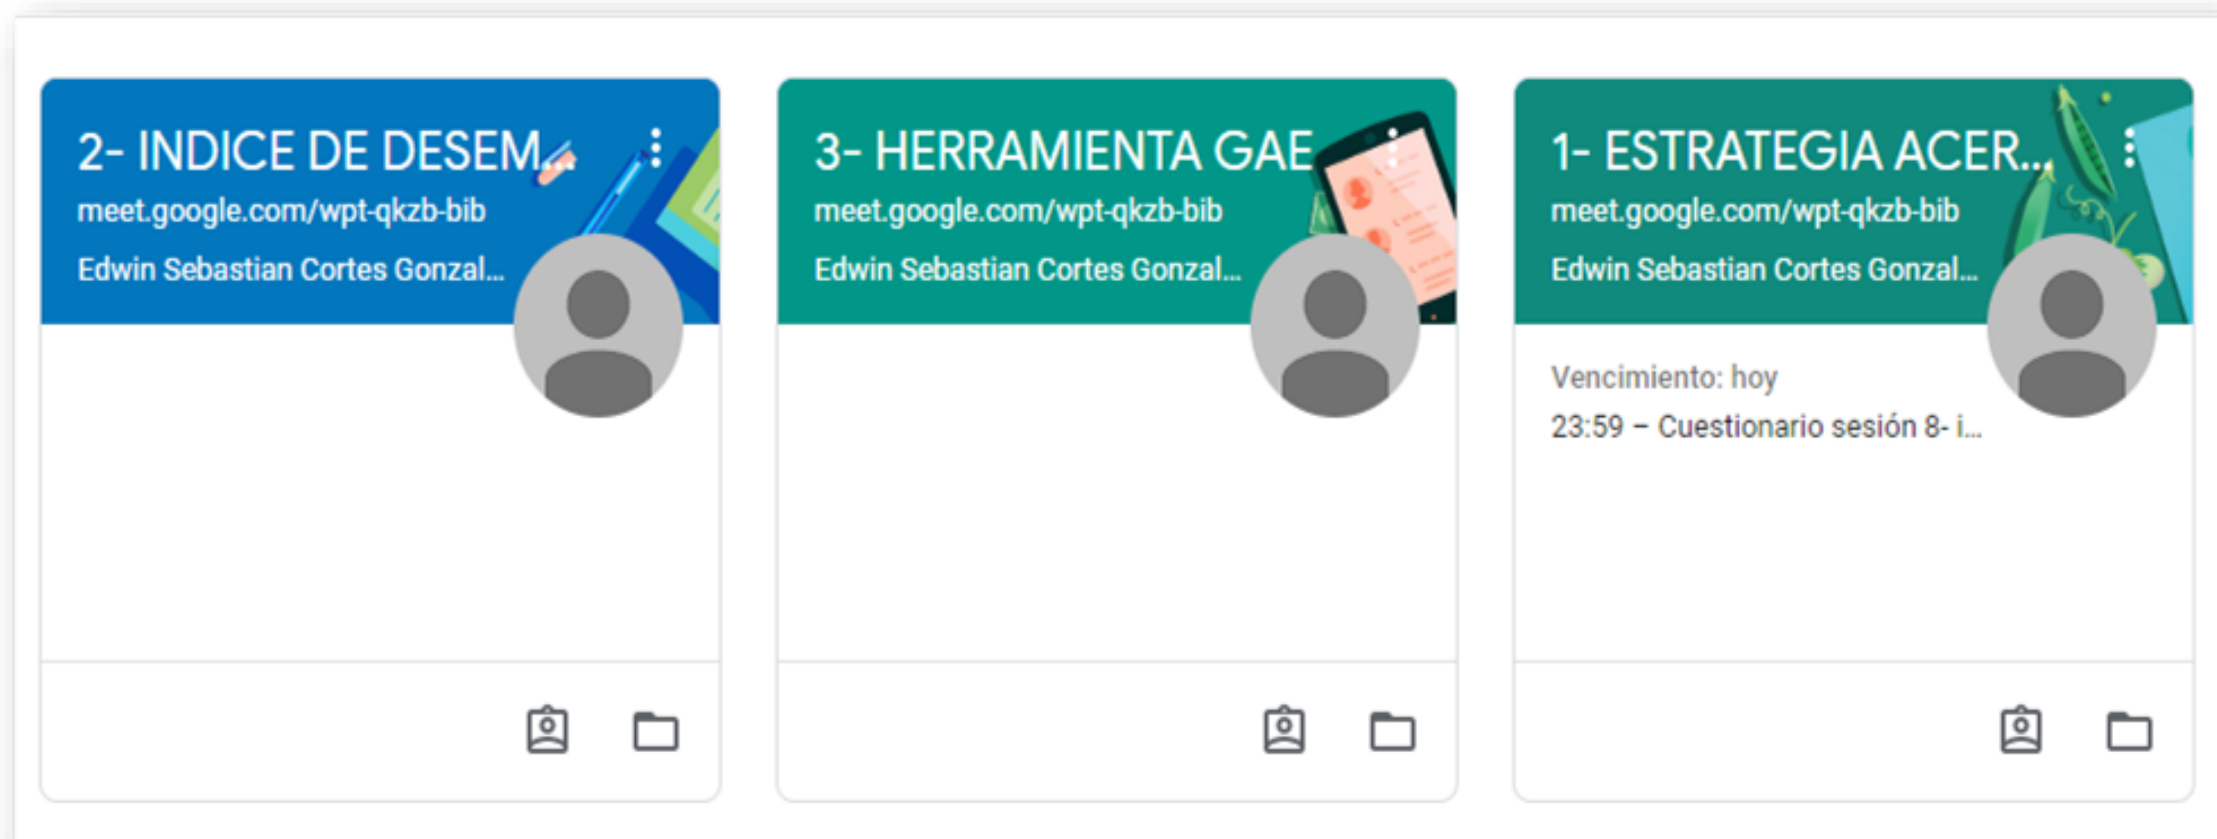 2- INDICE DE DESEM...
meet.google.com/wpt-qkzb-bib
Edwin Sebastian Cortes Gonzal...
3- HERRAMIENTA GAE
meet.google.com/wpt-qkzb-bib
Edwin Sebastian Cortes Gonzal...
1- ESTRATEGIA ACER...
meet.google.com/wpt-qkzb-bib
Edwin Sebastian Cortes Gonzal...
Vencimiento: hoy
23:59 – Cuestionario sesión 8- i...